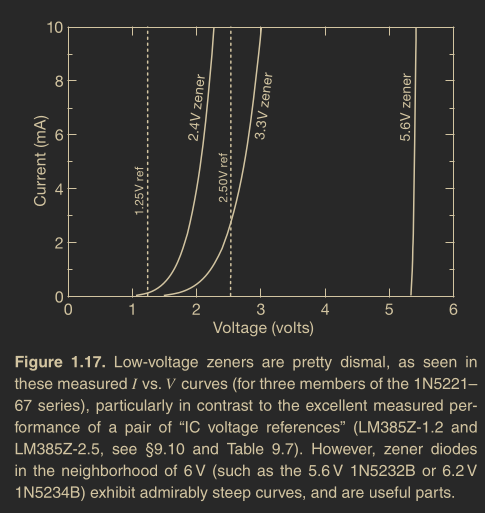 10
8
6
4
2
0
Current (mA)
1.25V ref
2.4V zener
2.50V ref
3.3V zener
5.6V zener
0 1 2 3 4 5 6
Voltage (volts)
Figure 1.17. Low-voltage zeners are pretty dismal, as seen in
these measured I vs. V curves (for three members of the 1N5221–
67 series), particularly in contrast to the excellent measured per-
formance of a pair of “IC voltage references” (LM385Z-1.2 and
LM385Z-2.5, see §9.10 and Table 9.7). However, zener diodes
in the neighborhood of 6 V (such as the 5.6 V 1N5232B or 6.2 V
1N5234B) exhibit admirably steep curves, and are useful parts.